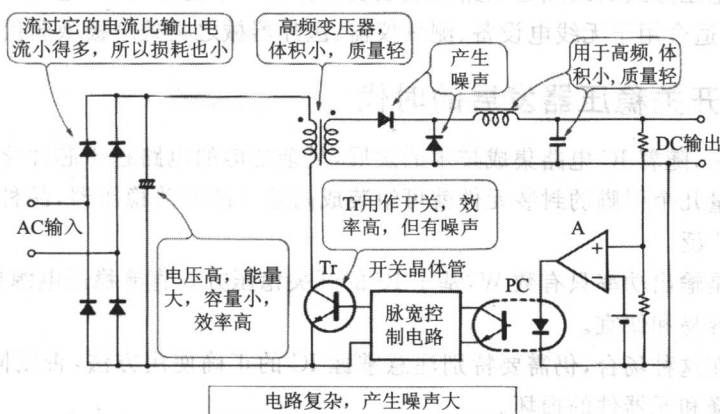 流过它的电流比输出电
流小得多，所以损耗也小
高频变压器，
体积小，质量轻
产生
噪声
用于高频，体
积小，质量轻
DC输出
AC输入
Tr用作开关，效
率高，但有噪声
A
+
电压高，能量
大，容量小，
效率高
Tr
开关晶体管
PC
脉宽控
制电路
电路复杂，产生噪声大